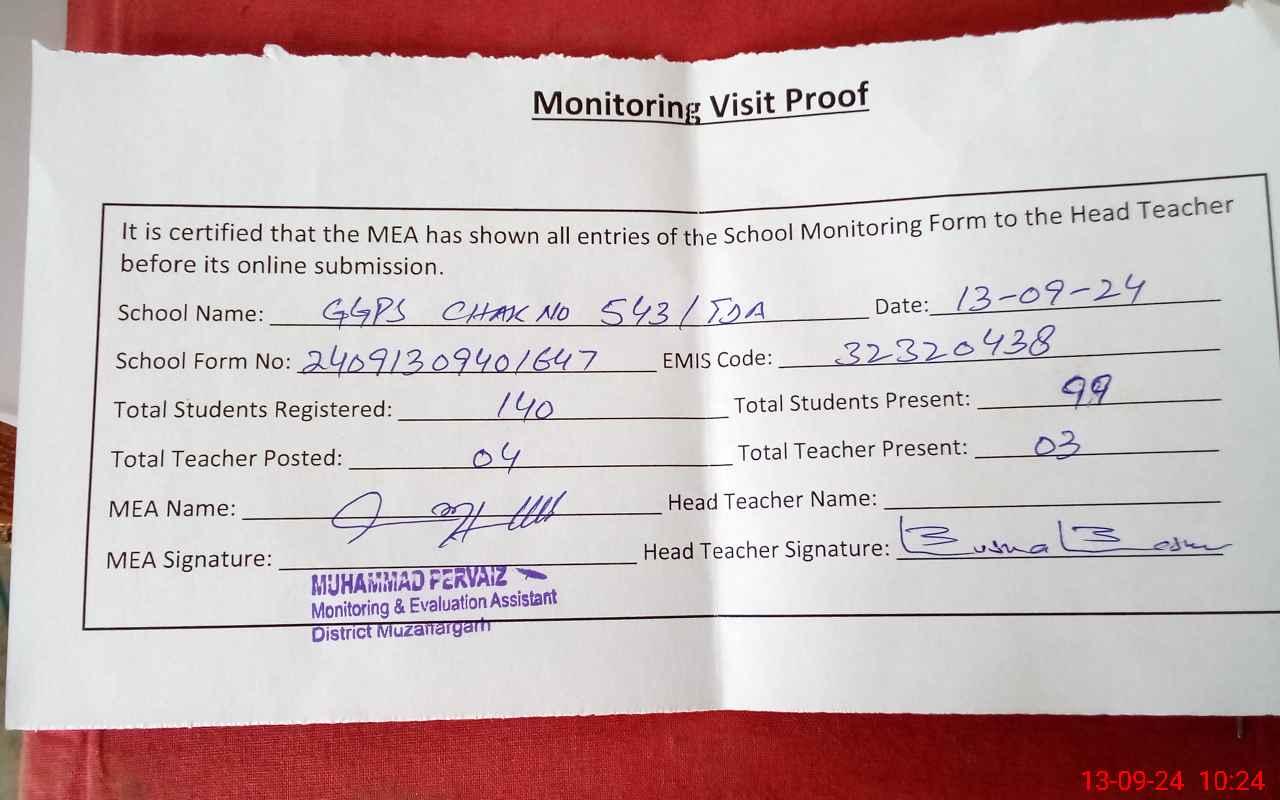 Monitoring Visit Proof
It is certified that the MEA has shown all entries of the School Monitoring Form to the Head Teacher
before its online submission.
School Name: GGPS CHAK NO 543/TDA Date: 13-09-24
School Form No: 24091309401647 EMIS Code: 32320438
Total Students Registered: 140 Total Students Present: 99
Total Teacher Posted: 04 Total Teacher Present: 03
MEA Name: Head Teacher Name:
MEA Signature: Head Teacher Signature:
MUHAMMAD PERVAIZ
Monitoring & Evaluation Assistant
District Muzaffargarh
13-09-24 10:24